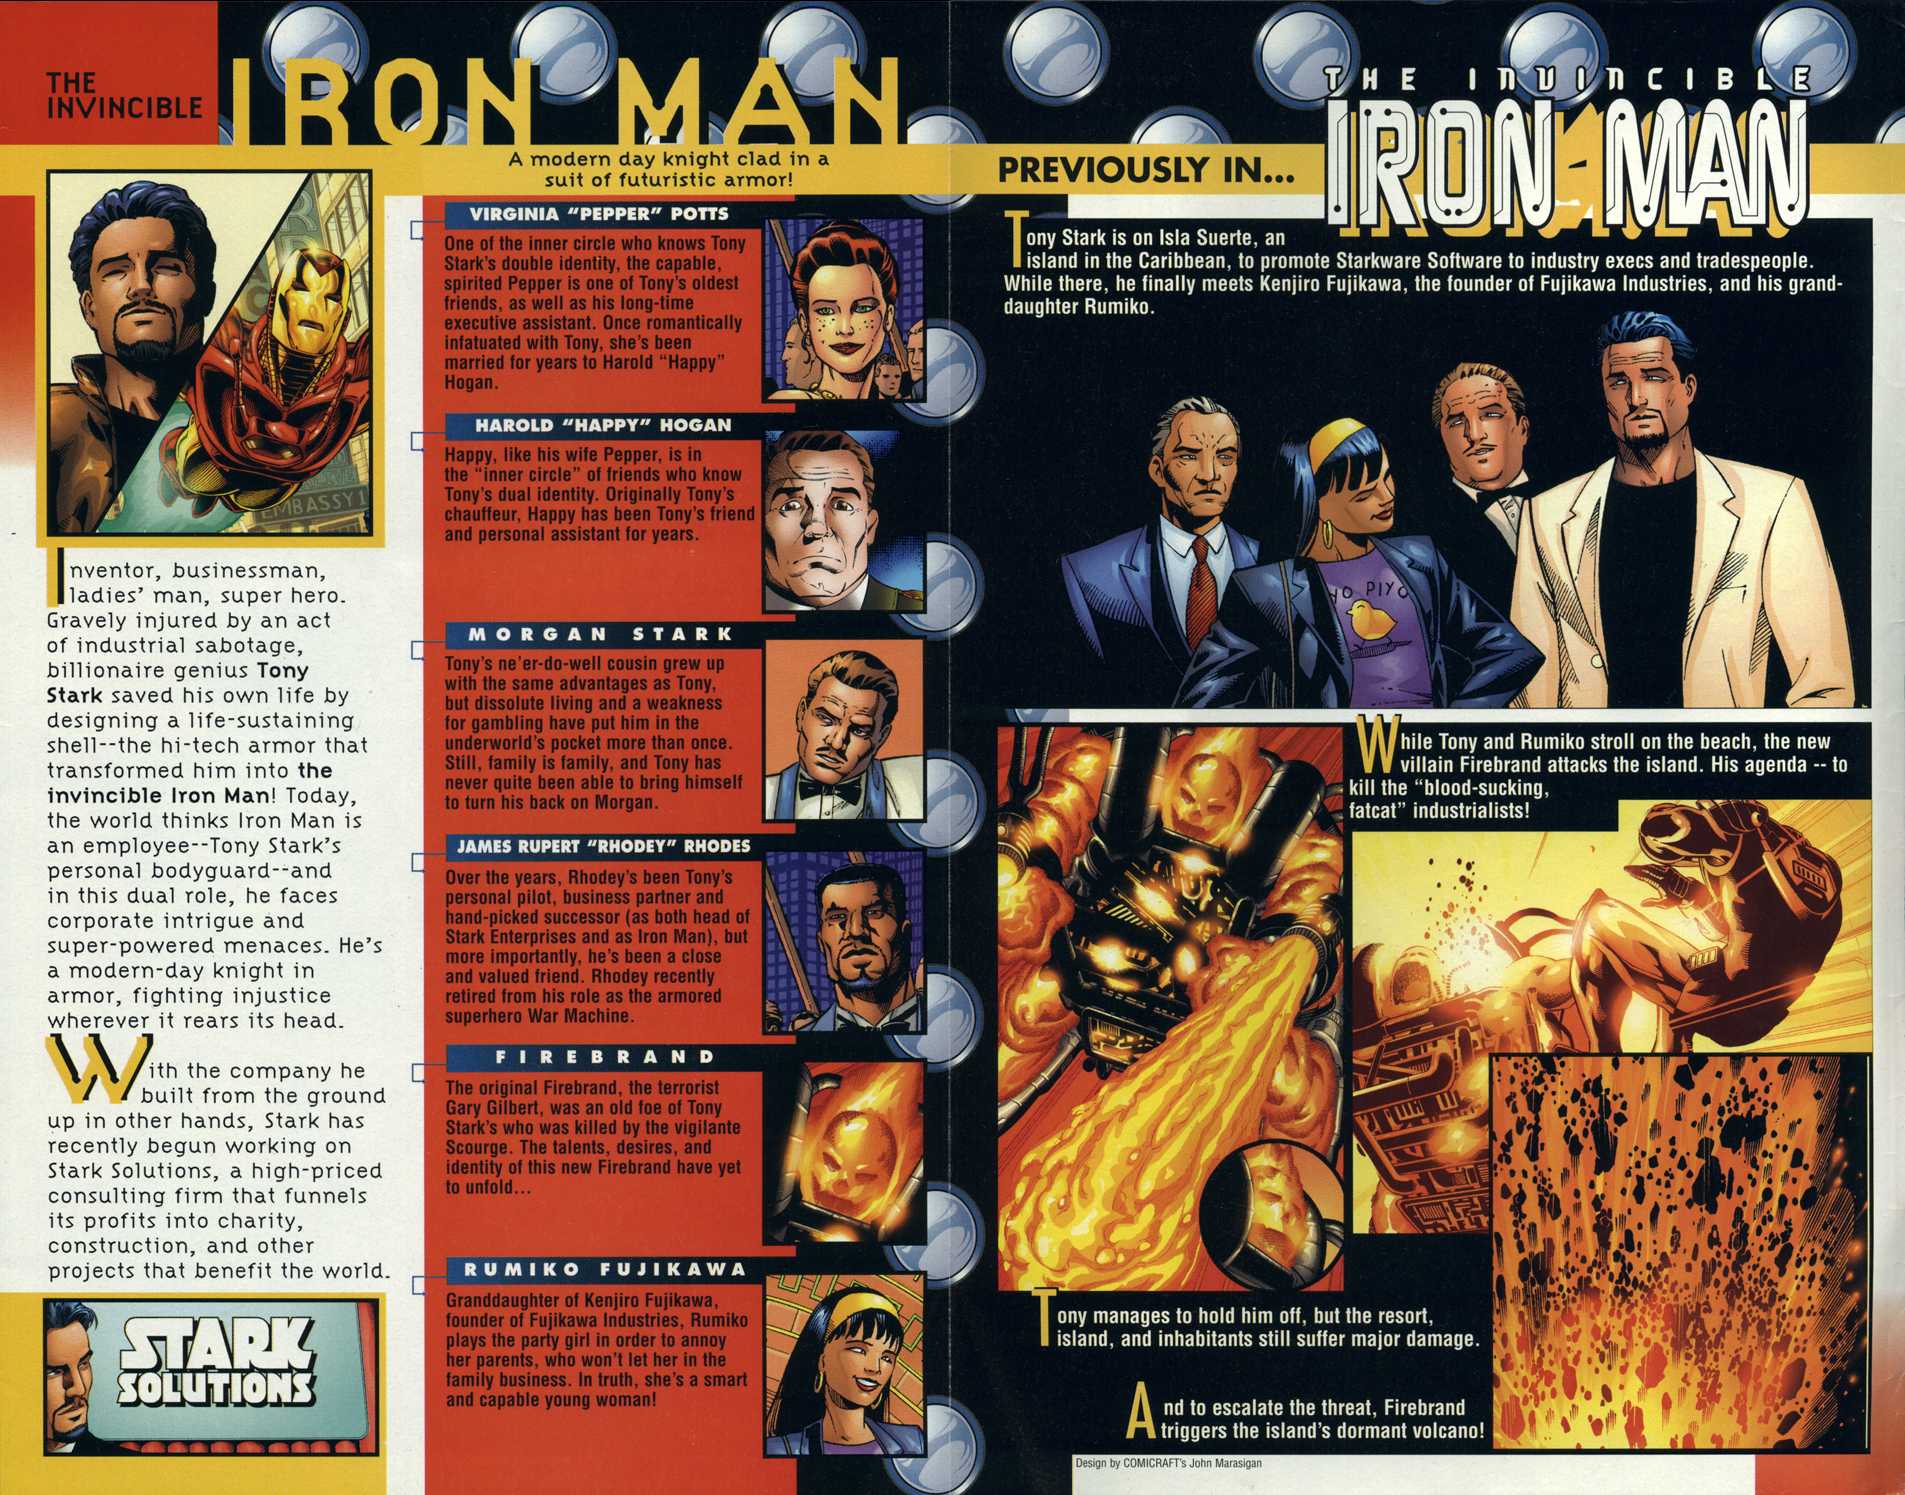 THE
INVINCIBLE
IRON MAN
A modern day knight clad in a
suit of futuristic armor!
EMBASSY 1
Inventor, businessman,
ladies' man, super hero.
Gravely injured by an act
of industrial sabotage,
billionaire genius Tony
Stark saved his own life by
designing a life-sustaining
shell--the hi-tech armor that
transformed him into the
invincible Iron Man! Today,
the world thinks Iron Man is
an employee--Tony Stark's
personal bodyguard--and
in this dual role, he faces
corporate intrigue and
super-powered menaces. He's
a modern-day knight in
armor, fighting injustice
wherever it rears its head.
With the company he
built from the ground
up in other hands, Stark has
recently begun working on
Stark Solutions, a high-priced
consulting firm that funnels
its profits into charity,
construction, and other
projects that benefit the world.
STARK
SOLUTIONS
VIRGINIA "PEPPER" POTTS
One of the inner circle who knows Tony
Stark's double identity, the capable,
spirited Pepper is one of Tony's oldest
friends, as well as his long-time
executive assistant. Once romantically
infatuated with Tony, she's been
married for years to Harold "Happy"
Hogan.
HAROLD "HAPPY" HOGAN
Happy, like his wife Pepper, is in
the "inner circle" of friends who know
Tony's dual identity. Originally Tony's
chauffeur, Happy has been Tony's friend
and personal assistant for years.
MORGAN STARK
Tony's ne'er-do-well cousin grew up
with the same advantages as Tony,
but dissolute living and a weakness
for gambling have put him in the
underworld's pocket more than once.
Still, family is family, and Tony has
never quite been able to bring himself
to turn his back on Morgan.
JAMES RUPERT "RHODEY" RHODES
Over the years, Rhodey's been Tony's
personal pilot, business partner and
hand-picked successor (as both head of
Stark Enterprises and as Iron Man), but
more importantly, he's been a close
and valued friend. Rhodey recently
retired from his role as the armored
superhero War Machine.
FIREBRAND
The original Firebrand, the terrorist
Gary Gilbert, was an old foe of Tony
Stark's who was killed by the vigilante
Scourge. The talents, desires, and
identity of this new Firebrand have yet
to unfold...
RUMIKO FUJIKAWA
Granddaughter of Kenjiro Fujikawa,
founder of Fujikawa Industries, Rumiko
plays the party girl in order to annoy
her parents, who won't let her in the
family business. In truth, she's a smart
and capable young woman!
PREVIOUSLY IN...
THE INVINCIBLE
IRON MAN
Tony Stark is on Isla Suerte, an
island in the Caribbean, to promote Starkware Software to industry execs and tradespeople.
While there, he finally meets Kenjiro Fujikawa, the founder of Fujikawa Industries, and his grand-
daughter Rumiko.
YO PIYO
While Tony and Rumiko stroll on the beach, the new
villain Firebrand attacks the island. His agenda -- to
kill the "blood-sucking,
fatcat" industrialists!
Tony manages to hold him off, but the resort,
island, and inhabitants still suffer major damage.
And to escalate the threat, Firebrand
triggers the island's dormant volcano!
Design by COMICRAFT's John Marasigan